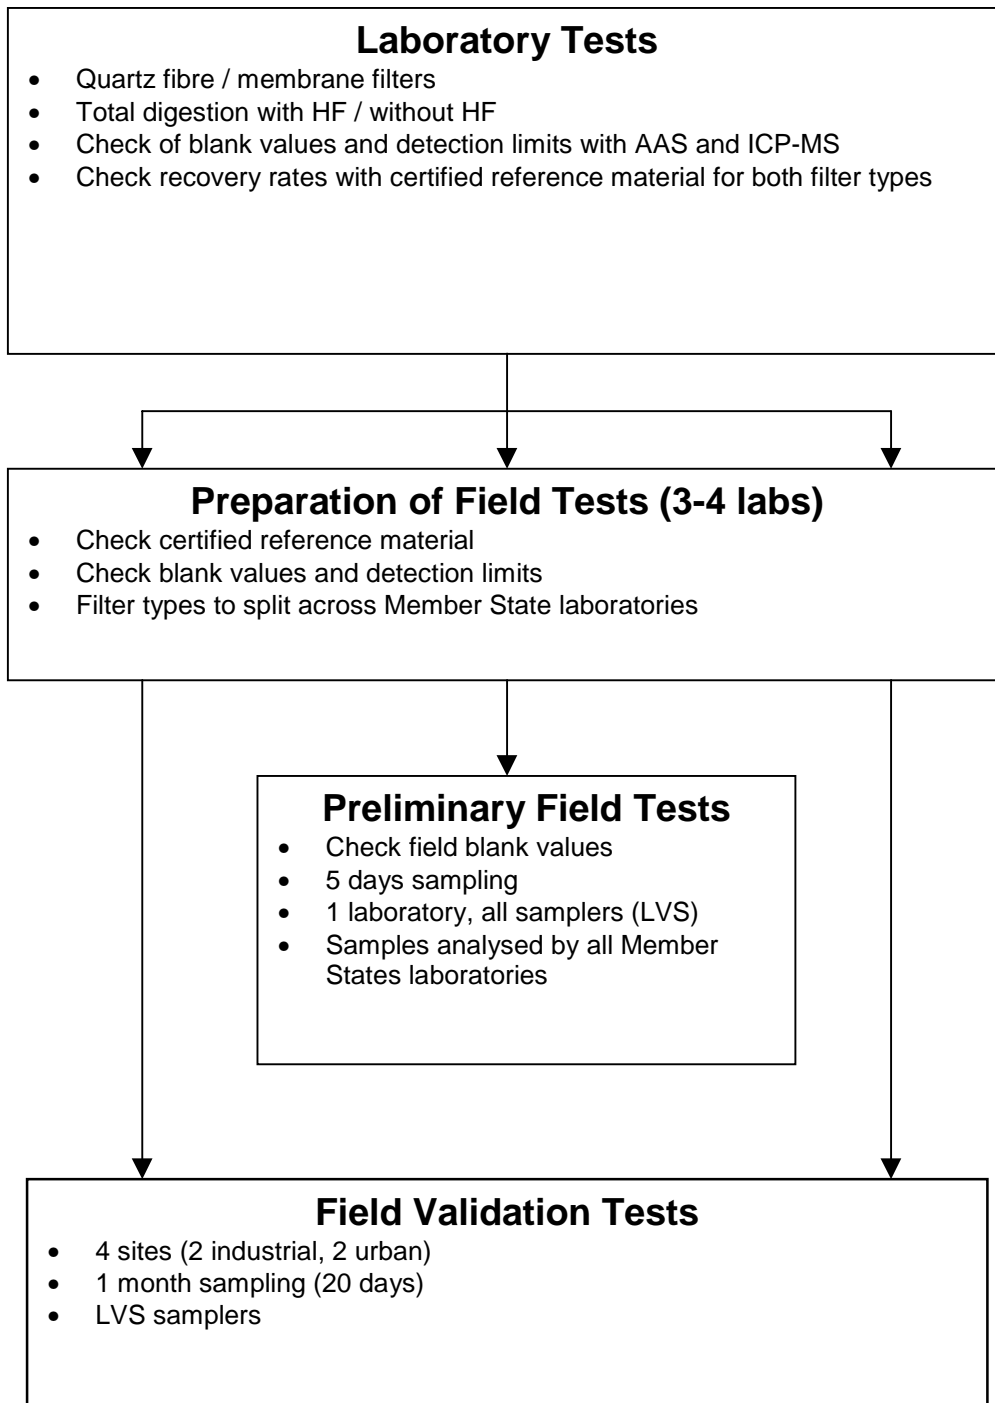 Laboratory Tests
• Quartz fibre / membrane filters
• Total digestion with HF / without HF
• Check of blank values and detection limits with AAS and ICP-MS
• Check recovery rates with certified reference material for both filter types
Preparation of Field Tests (3-4 labs)
• Check certified reference material
• Check blank values and detection limits
• Filter types to split across Member State laboratories
Preliminary Field Tests
• Check field blank values
• 5 days sampling
• 1 laboratory, all samplers (LVS)
• Samples analysed by all Member
States laboratories
Field Validation Tests
• 4 sites (2 industrial, 2 urban)
• 1 month sampling (20 days)
• LVS samplers